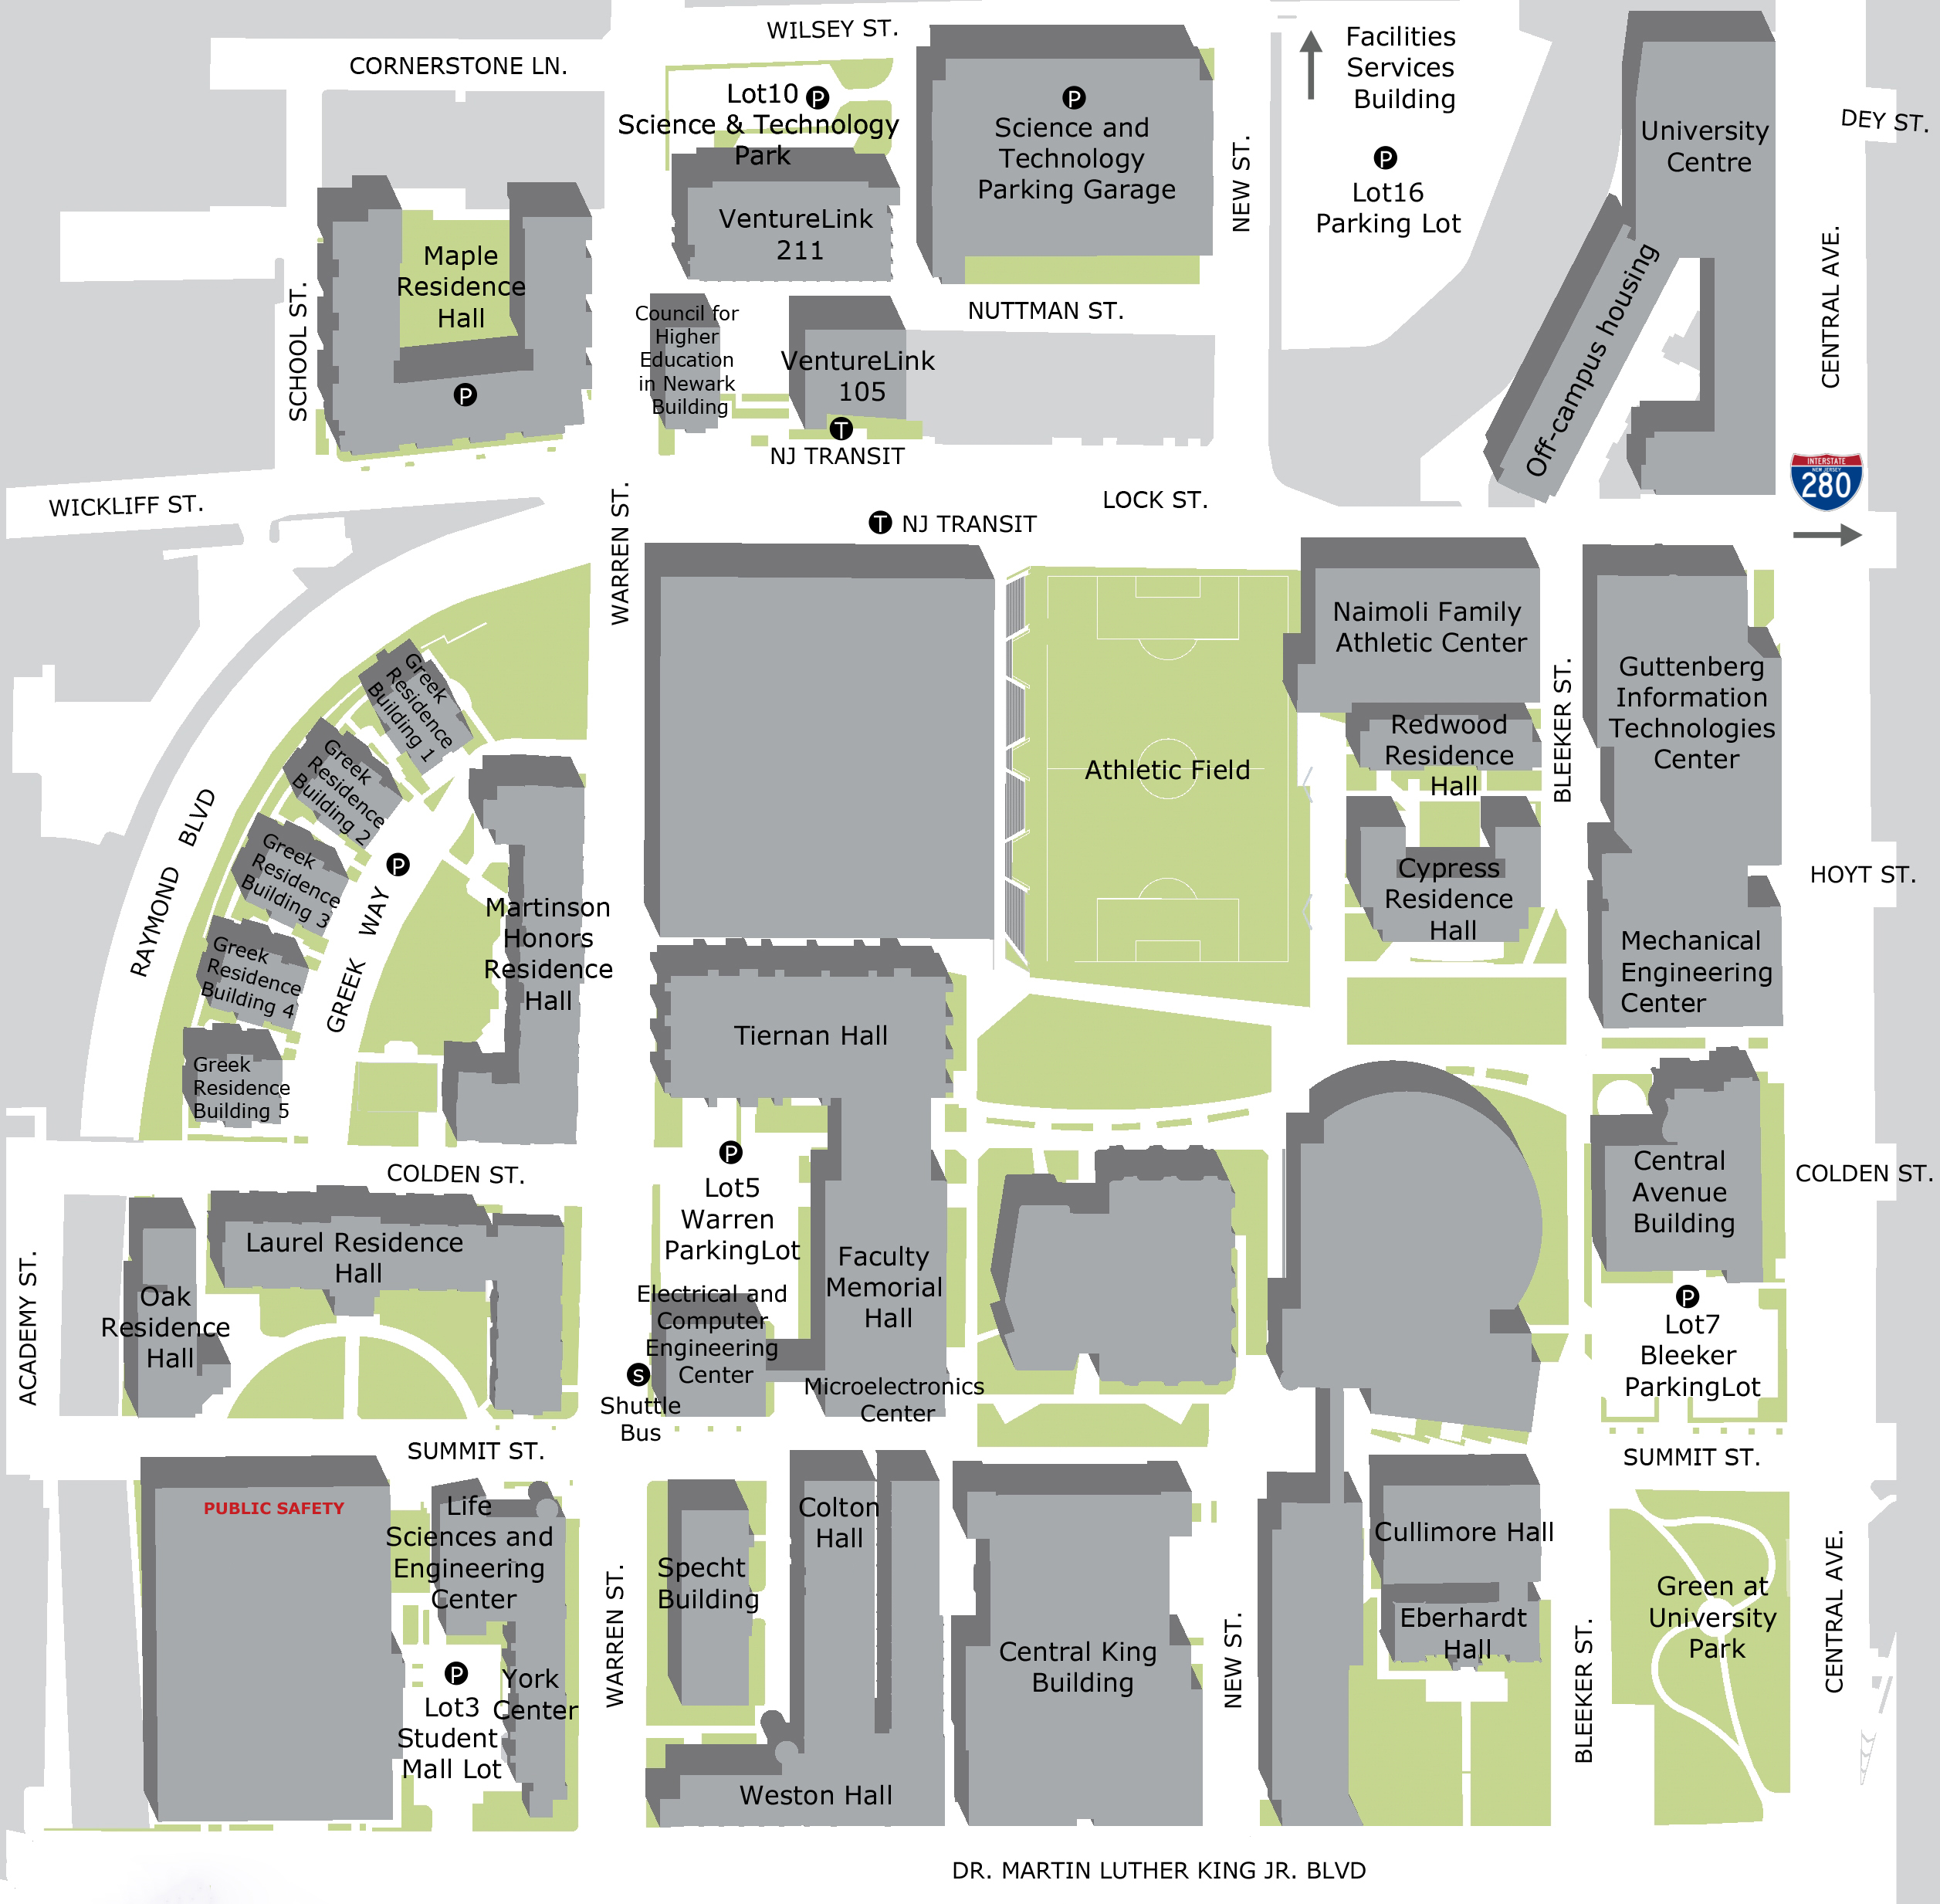 WILSEY ST.
CORNERSTONE LN.
Lot10 P
Science & Technology
Park
P
Science and
Technology
Parking Garage
Facilities
Services
Building
P
Lot16
Parking Lot
NEW ST.
University
Centre
DEY ST.
VentureLink
211
Maple
Residence
Hall
P
SCHOOL ST.
Council for
Higher
Education
in Newark
Building
VentureLink
105
T
NJ TRANSIT
NUTTMAN ST.
Off-campus housing
CENTRAL AVE.
INTERSTATE
NEW JERSEY
280
WICKLIFF ST.
WARREN ST.
T NJ TRANSIT
LOCK ST.
Naimoli Family
Athletic Center
BLEEKER ST.
Guttenberg
Information
Technologies
Center
Redwood
Residence
Hall
Athletic Field
Greek
Residence
Building 1
Greek
Residence
Building 2
Greek
Residence
Building 3
Greek
Residence
Building 4
Greek
Residence
Building 5
RAYMOND BLVD
P
GREEK WAY
Martinson
Honors
Residence
Hall
Cypress
Residence
Hall
HOYT ST.
Mechanical
Engineering
Center
Tiernan Hall
COLDEN ST.
P
Lot5
Warren
ParkingLot
Central
Avenue
Building
COLDEN ST.
Laurel Residence
Hall
Oak
Residence
Hall
ACADEMY ST.
Faculty
Memorial
Hall
Electrical and
Computer
Engineering
Center
S
Shuttle
Bus
Microelectronics
Center
P
Lot7
Bleeker
ParkingLot
SUMMIT ST.
SUMMIT ST.
PUBLIC SAFETY
Life
Sciences and
Engineering
Center
Colton
Hall
Specht
Building
Cullimore Hall
Eberhardt
Hall
Green at
University
Park
CENTRAL AVE.
P
Lot3
Student
Mall Lot
York
Center
WARREN ST.
Central King
Building
NEW ST.
BLEEKER ST.
Weston Hall
DR. MARTIN LUTHER KING JR. BLVD